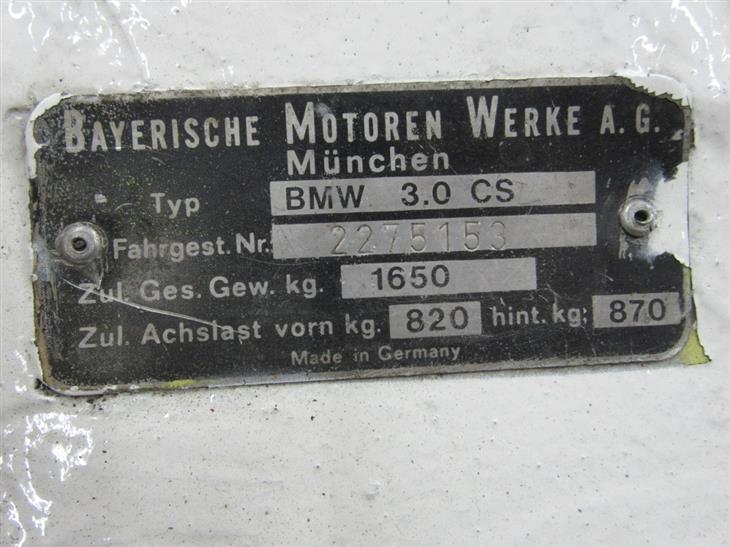 BAYERISCHE MOTOREN WERKE A.G.
München
Typ BMW 3.0 CS
Fahrgest. Nr. 2275153
Zul. Ges. Gew. kg. 1650
Zul. Achslast vorn kg. 820 hint. kg: 870
Made in Germany